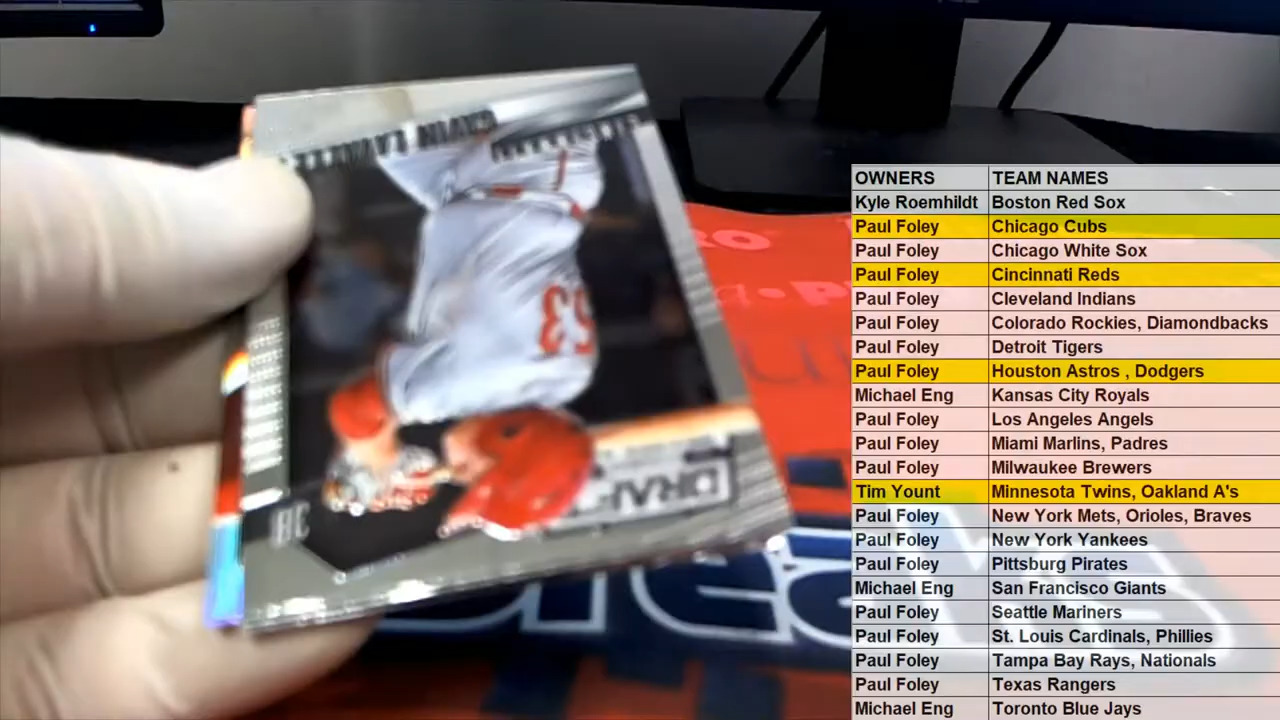 GAVIN LAVALLEY
53
3B
DRAFT
OWNERS TEAM NAMES
Kyle Roemhildt Boston Red Sox
Paul Foley Chicago Cubs
Paul Foley Chicago White Sox
Paul Foley Cincinnati Reds
Paul Foley Cleveland Indians
Paul Foley Colorado Rockies, Diamondbacks
Paul Foley Detroit Tigers
Paul Foley Houston Astros , Dodgers
Michael Eng Kansas City Royals
Paul Foley Los Angeles Angels
Paul Foley Miami Marlins, Padres
Paul Foley Milwaukee Brewers
Tim Yount Minnesota Twins, Oakland A's
Paul Foley New York Mets, Orioles, Braves
Paul Foley New York Yankees
Paul Foley Pittsburg Pirates
Michael Eng San Francisco Giants
Paul Foley Seattle Mariners
Paul Foley St. Louis Cardinals, Phillies
Paul Foley Tampa Bay Rays, Nationals
Paul Foley Texas Rangers
Michael Eng Toronto Blue Jays